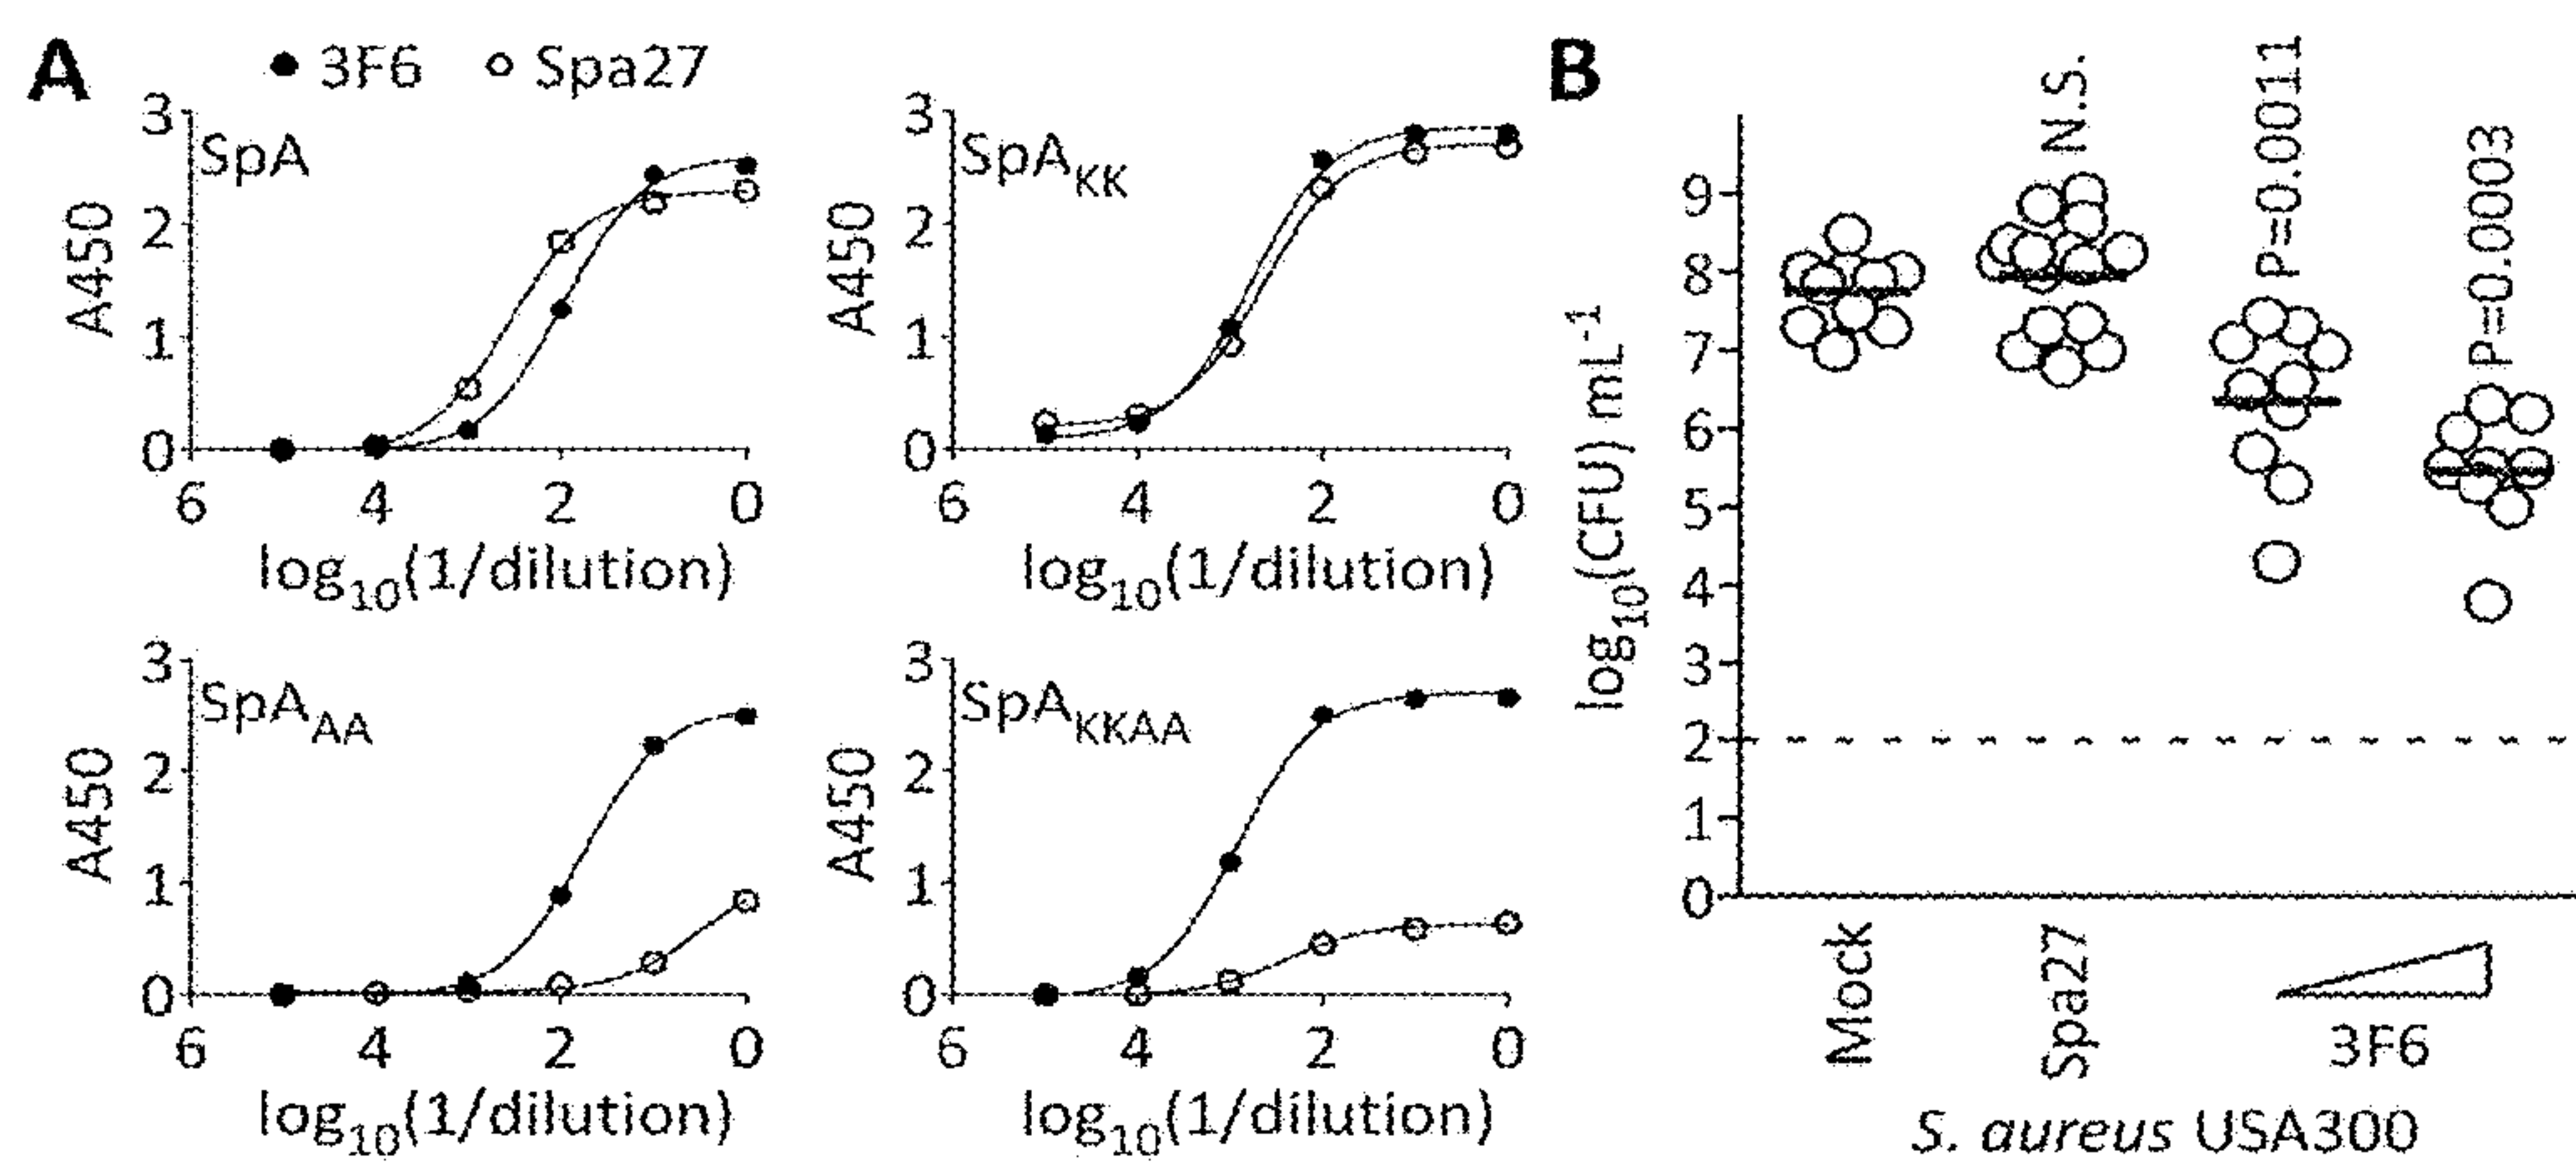 A
● 3F6 ○ Spa27
SpA
A450
3
2
1
0
6 4 2 0
log10(1/dilution)
SpAKK
A450
3
2
1
0
6 4 2 0
log10(1/dilution)
SpAAA
A450
3
2
1
0
6 4 2 0
log10(1/dilution)
SpAKKAA
A450
3
2
1
0
6 4 2 0
log10(1/dilution)
B
N.S.
P=0.0011
P=0.0003
log10(CFU) mL-1
9
8
7
6
5
4
3
2
1
0
Mock
Spa27
3F6
S. aureus USA300